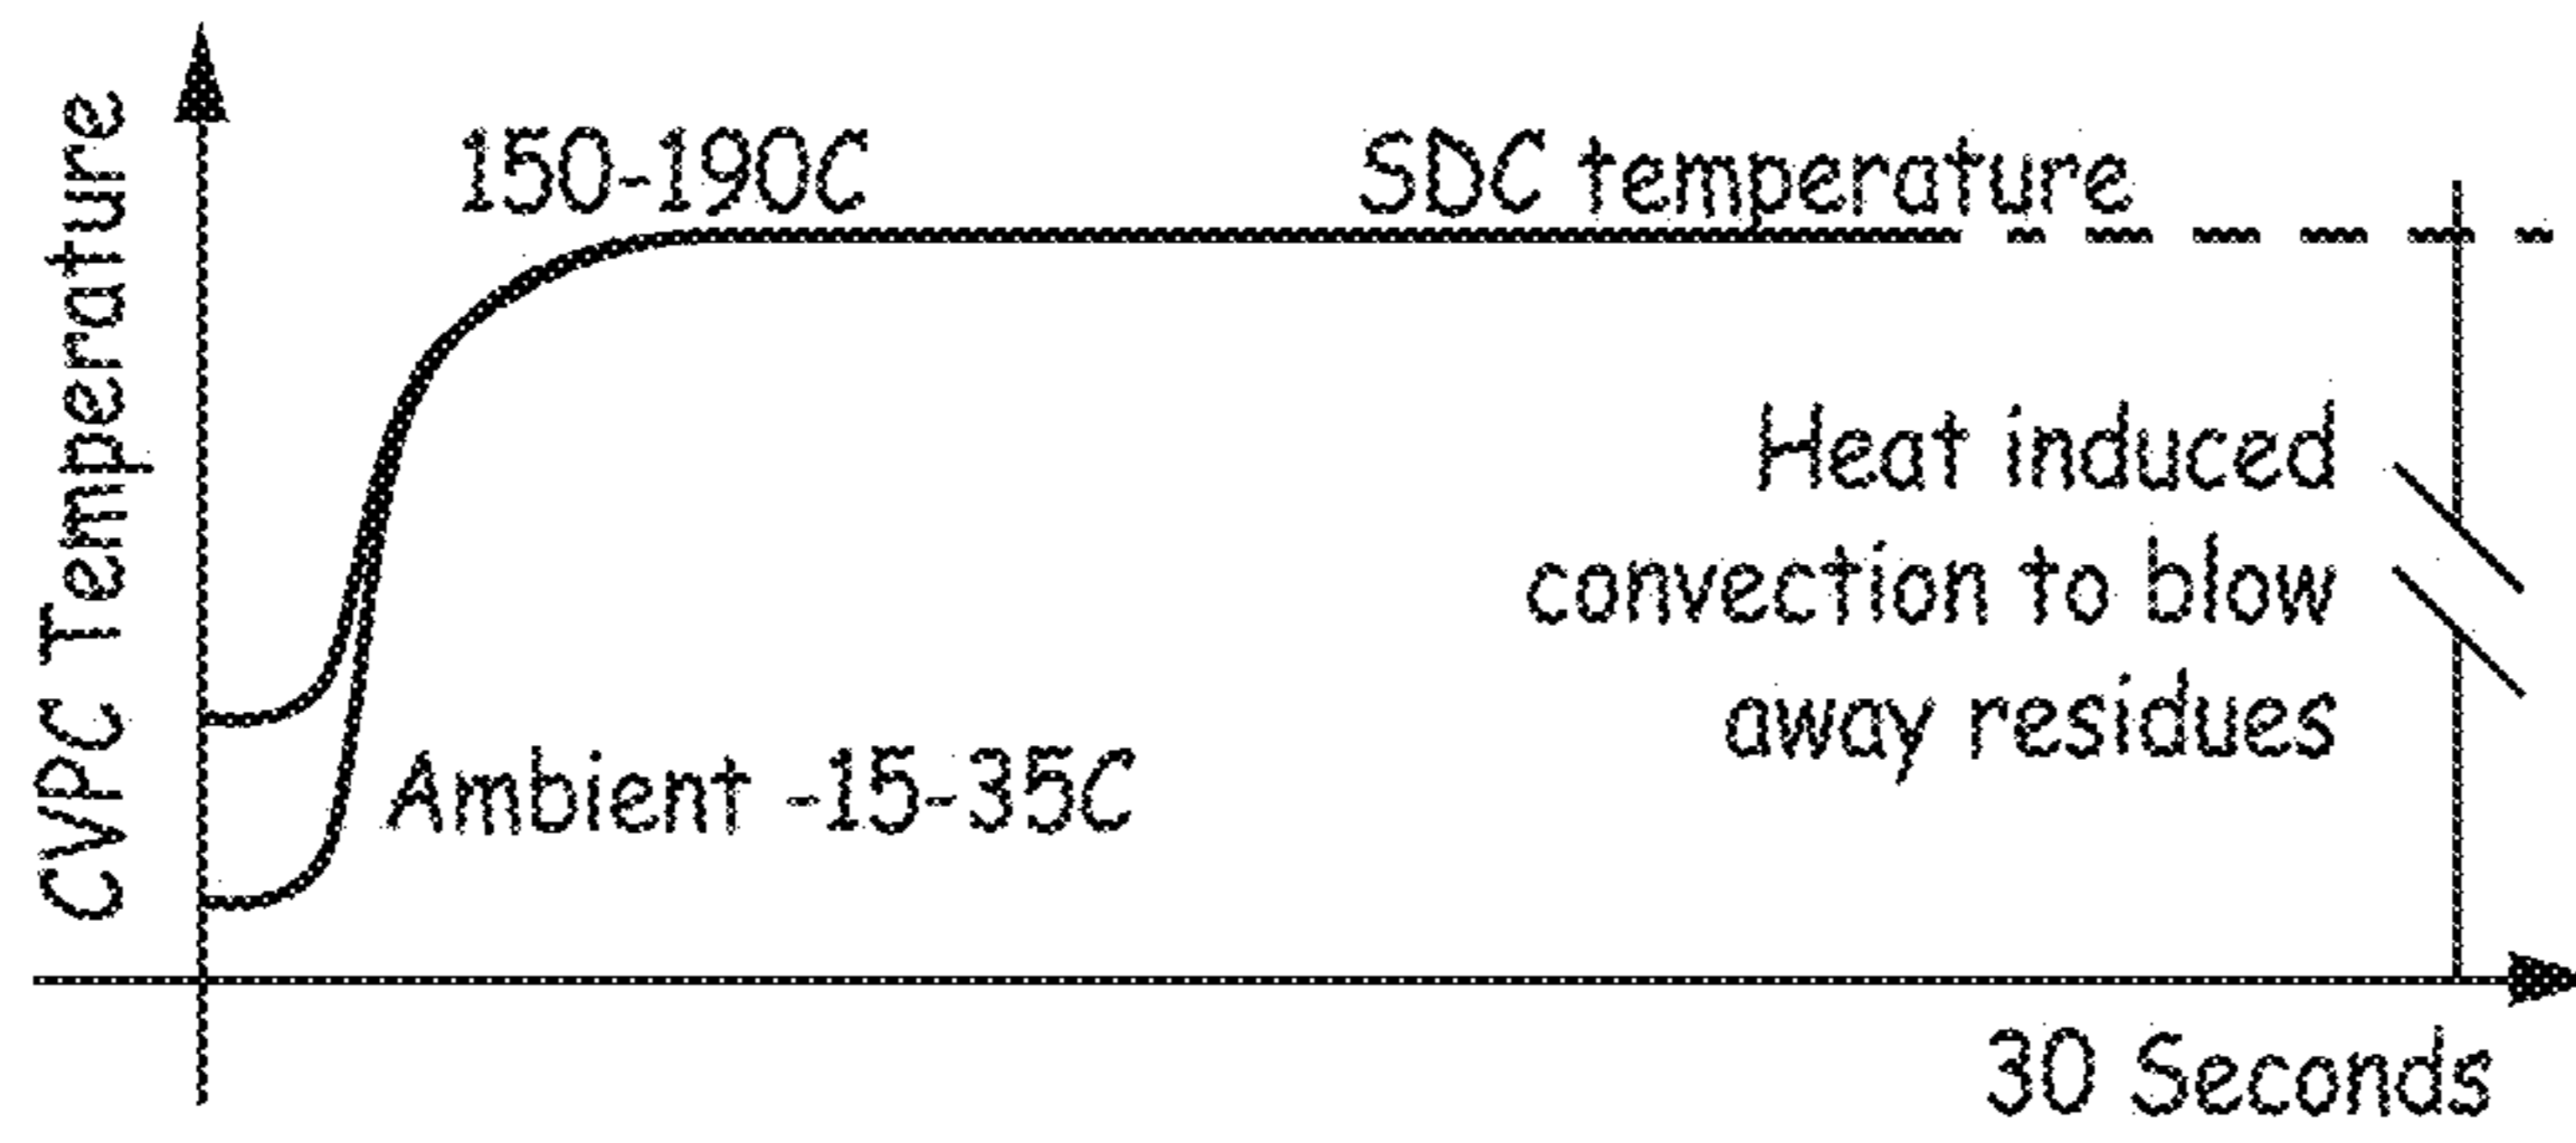 CVPC Temperature
150-190C
SDC temperature
Heat induced
convection to blow
away residues
Ambient -15-35C
30 Seconds